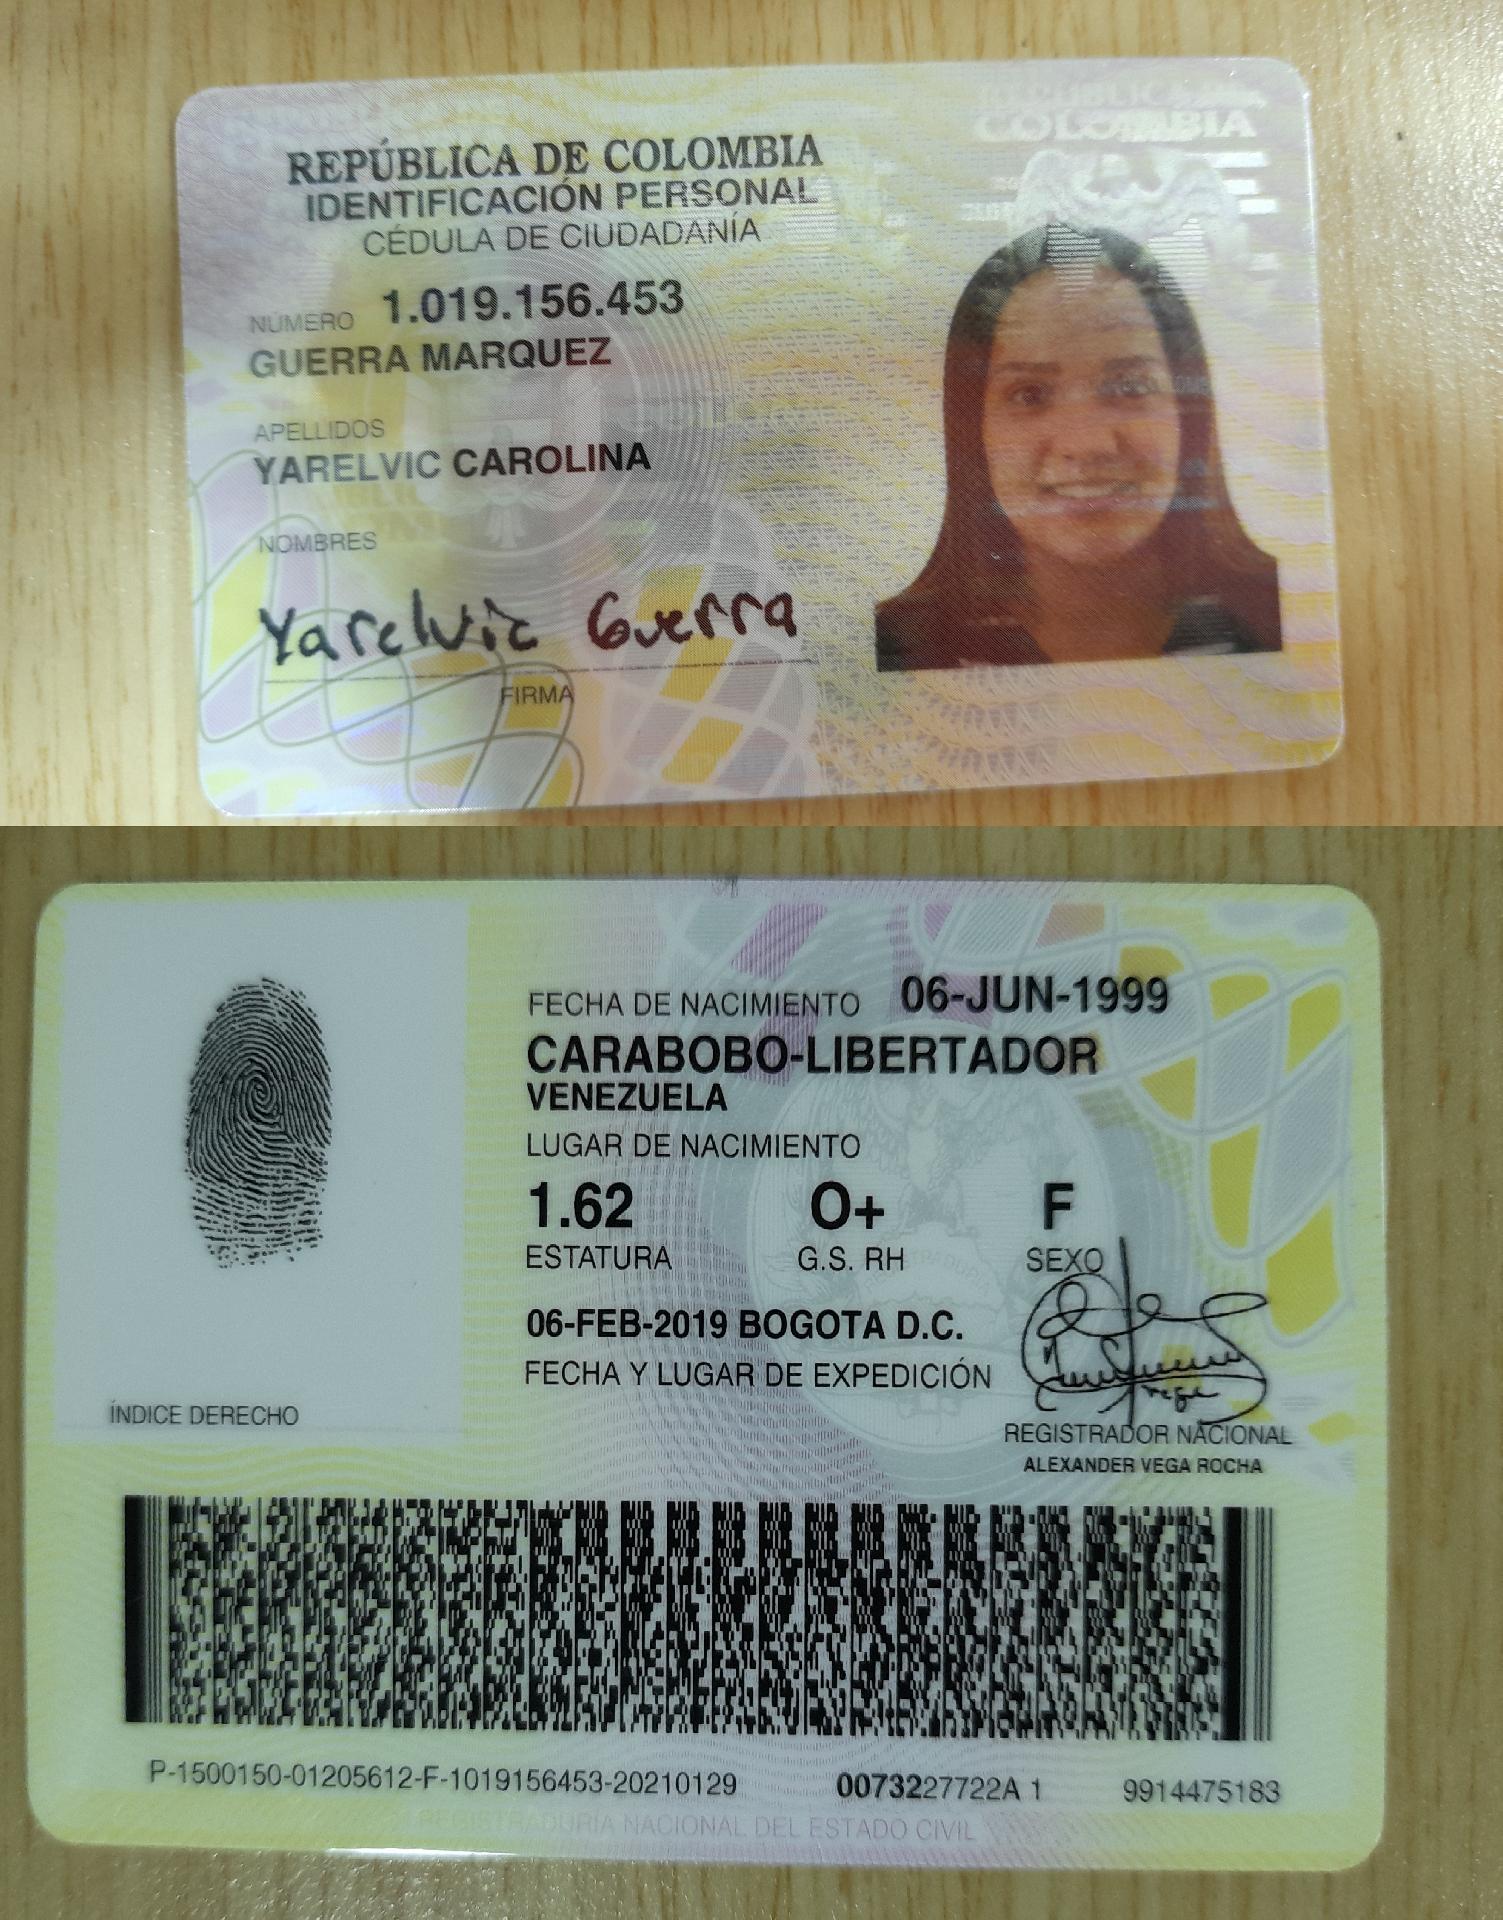 REPÚBLICA DE COLOMBIA
IDENTIFICACIÓN PERSONAL
CÉDULA DE CIUDADANÍA
NÚMERO 1.019.156.453
GUERRA MARQUEZ
APELLIDOS
YARELVIC CAROLINA
NOMBRES
Yarelvic Guerra
FIRMA
REPÚBLICA DE
COLOMBIA
FECHA DE NACIMIENTO 06-JUN-1999
CARABOBO-LIBERTADOR
VENEZUELA
LUGAR DE NACIMIENTO
1.62 O+ F
ESTATURA G.S. RH SEXO
06-FEB-2019 BOGOTA D.C.
FECHA Y LUGAR DE EXPEDICIÓN
ÍNDICE DERECHO
REGISTRADOR NACIONAL
ALEXANDER VEGA ROCHA
P-1500150-01205612-F-1019156453-20210129 0073227722A 1 9914475183
REGISTRADURÍA NACIONAL DEL ESTADO CIVIL